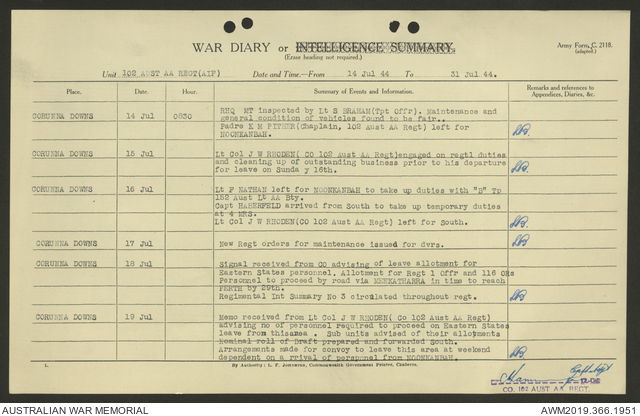 WAR DIARY or INTELLIGENCE SUMMARY.
(Erase heading not required.)
Army Form, C. 2118.
(adapted.)
Unit 102 AUST AA REGT(AIF) Date and Time.—From 14 Jul 44 To 31 Jul 44.
Place. Date. Hour. Summary of Events and Information. Remarks and references to Appendices, Diaries, &c.
CORUNNA DOWNS 14 Jul 0830 RHQ MT inspected by Lt S BRAHAM(Tpt Offr). Maintenance and
general condition of vehicles found to be fair..
Padre K M PITHER(Chaplain, 102 Aust AA Regt) left for
NOONKANBAH.
CORUNNA DOWNS 15 Jul Lt Col J W RHODEN( CO 102 Aust AA Regt)engaged on regtl duties
and cleaning up of outstanding business prior to his departure
for leave on Sunda y 16th.
CORUNNA DOWNS 16 Jul Lt F NATHAN left for NOONKANBAH to take up duties with "B" Tp
152 Aust Lt AA Bty.
Capt HABERFELD arrived from South to take up temporary duties
at 4 MRS.
Lt Col J W RHODEN(CO 102 Aust AA Regt) left for South.
CORUNNA DOWNS 17 Jul New Regt orders for maintenance issued for dvrs.
CORUNNA DOWNS 18 Jul Signal received from CO advising of leave allotment for
Eastern States personnel. Allotment for Regt 1 Offr and 116 ORs
Personnel to proceed by road via MEEKATHARRA in time to reach
PERTH by 29th.
Regimental Int Summary No 3 circulated throughout regt.
CORUNNA DOWNS 19 Jul Memo received from Lt Col J W RHODEN( Co 102 Aust AA Regt)
advising no of personnel required to proceed on Eastern States
leave from thisarea . Sub units advised of their allotments
Nominal roll of Draft prepared and forwarded South.
Arrangements made for convoy to leave this area at weekend
dependent on a rrival of personnel from NOONKANBAH.
L. By Authority: L. F. Johnston, Commonwealth Government Printer, Canberra.
CO. 102 AUST AA REGT.
AUSTRALIAN WAR MEMORIAL
AWM2019.366.1951